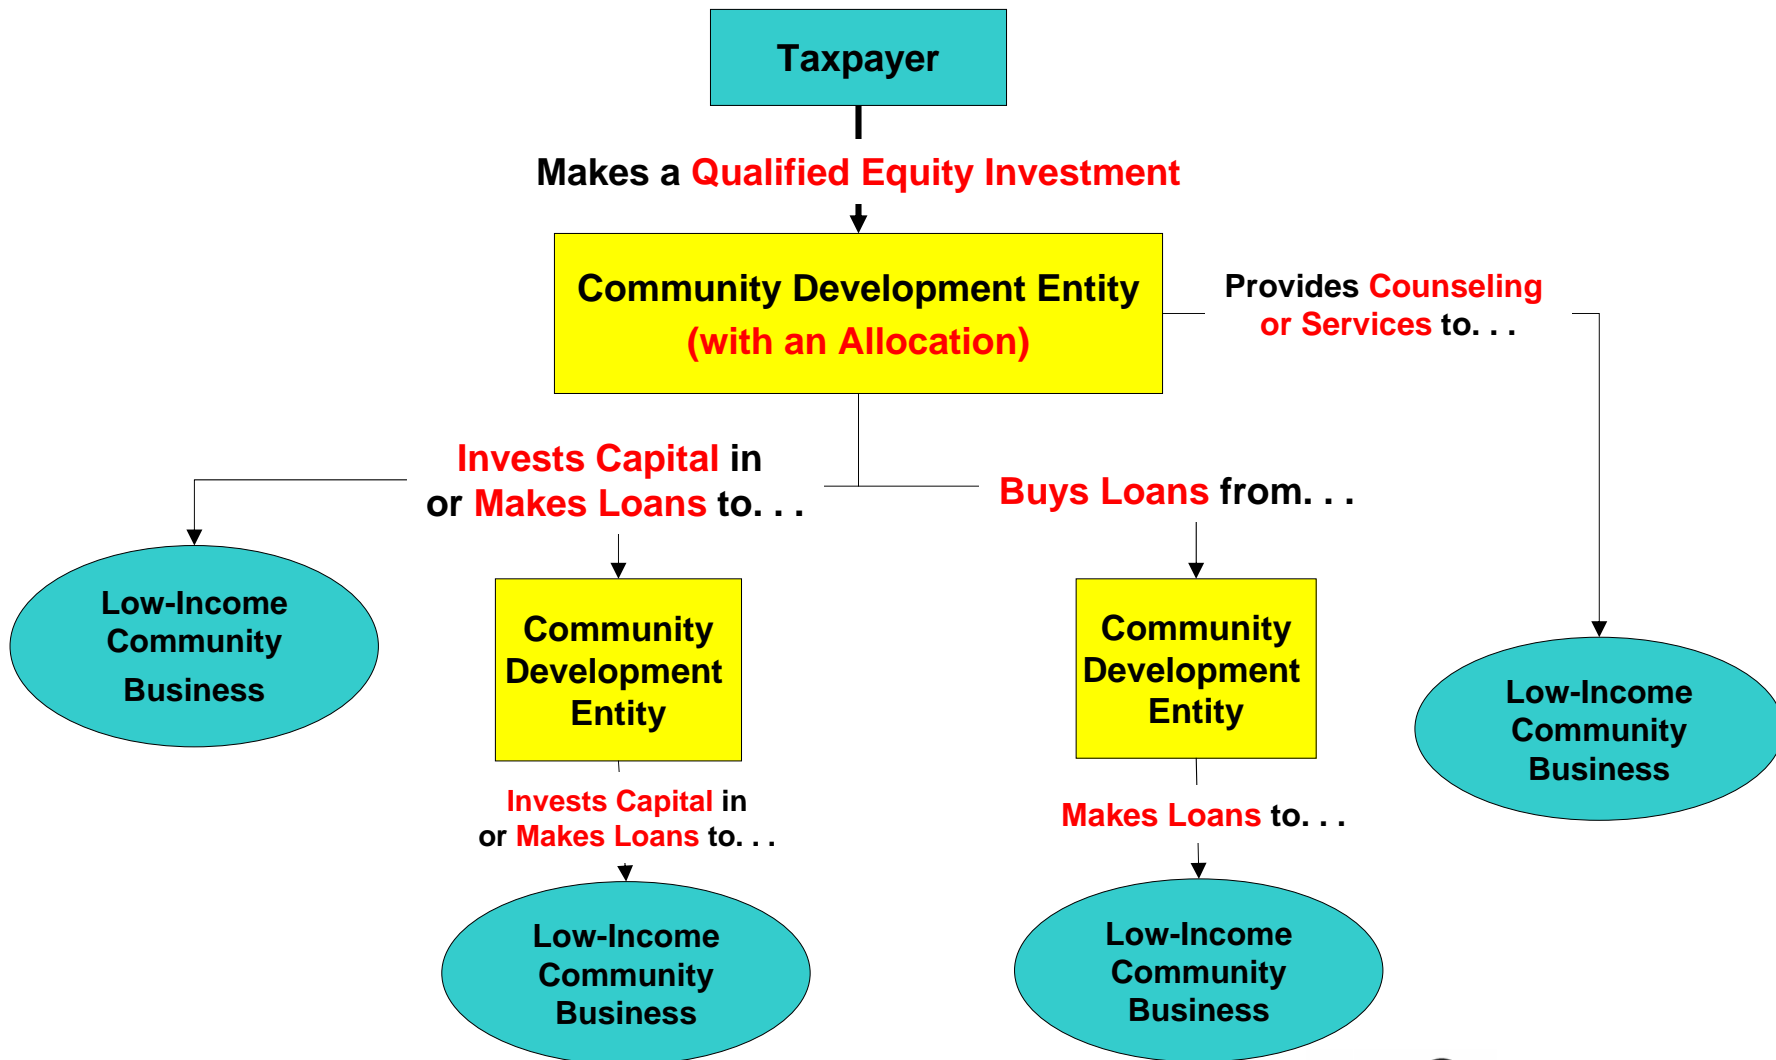 Taxpayer
Makes a Qualified Equity Investment
Community Development Entity
(with an Allocation)
Provides Counseling
or Services to. . .
Invests Capital in
or Makes Loans to. . .
Buys Loans from. . .
Low-Income
Community
Business
Community
Development
Entity
Community
Development
Entity
Low-Income
Community
Business
Invests Capital in
or Makes Loans to. . .
Makes Loans to. . .
Low-Income
Community
Business
Low-Income
Community
Business